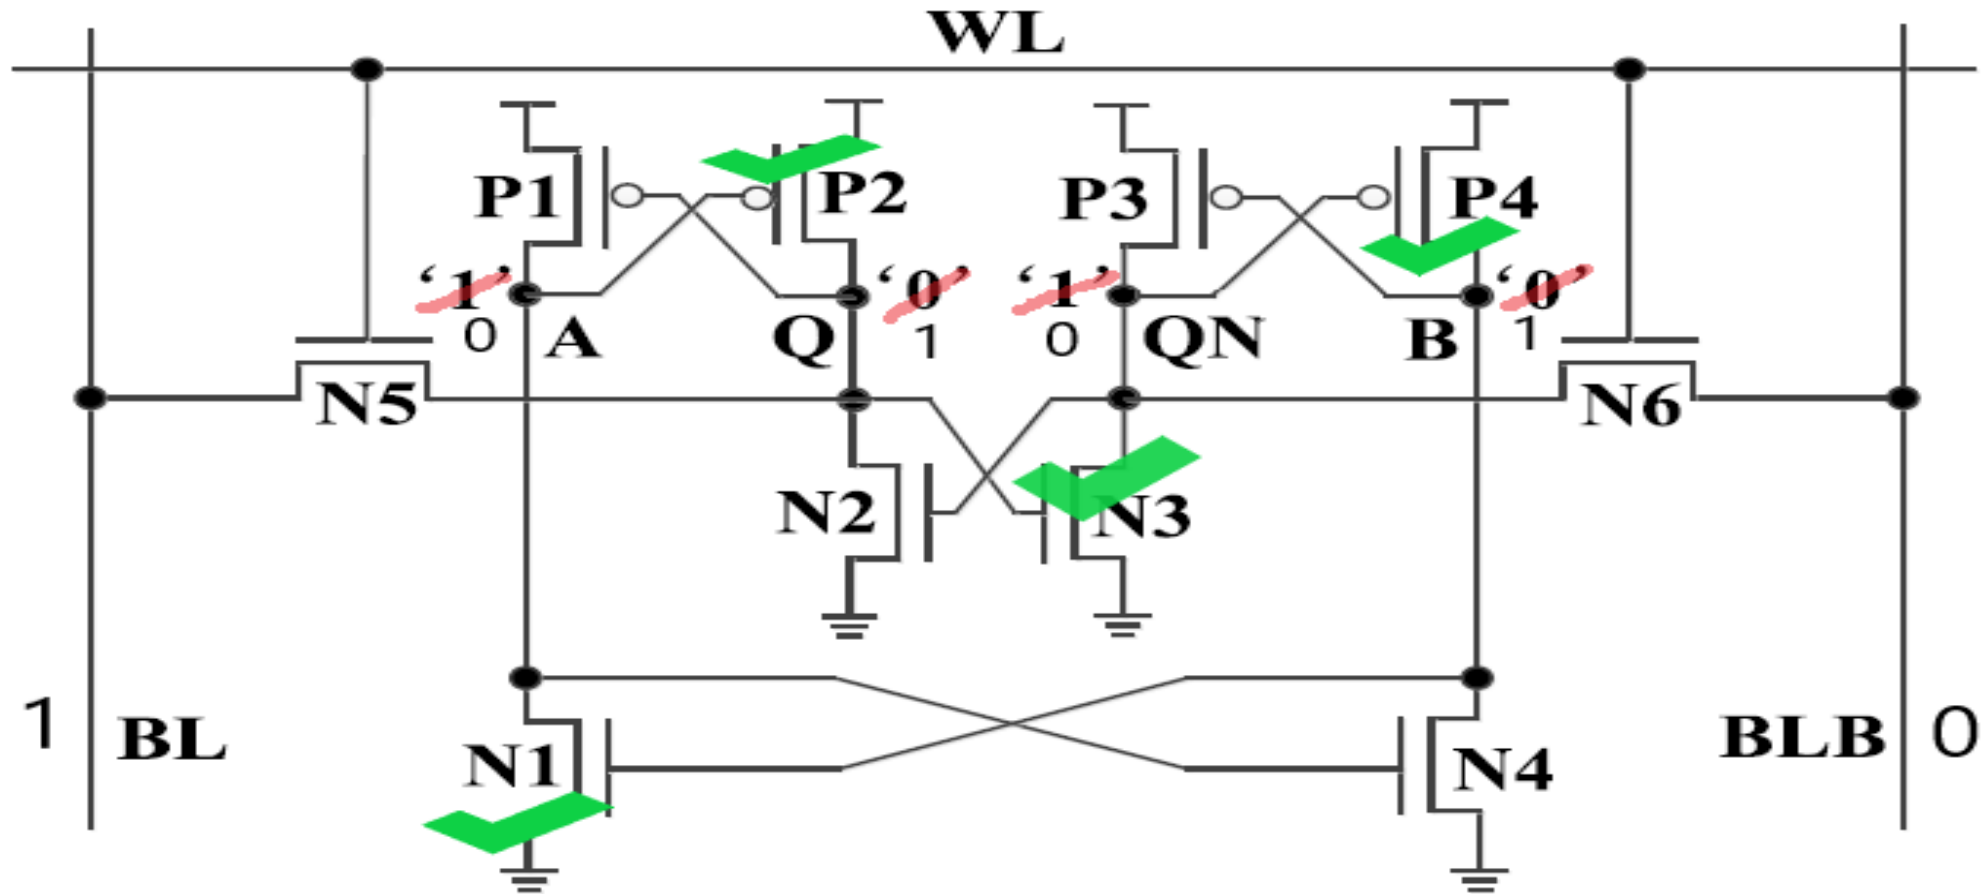 WL
P1 P2 P3 P4
‘1’ ‘0’ ‘1’ ‘0’
0 A Q 1 0 QN B 1
N5 N6
N2 N3
1 BL N1 N4 BLB 0